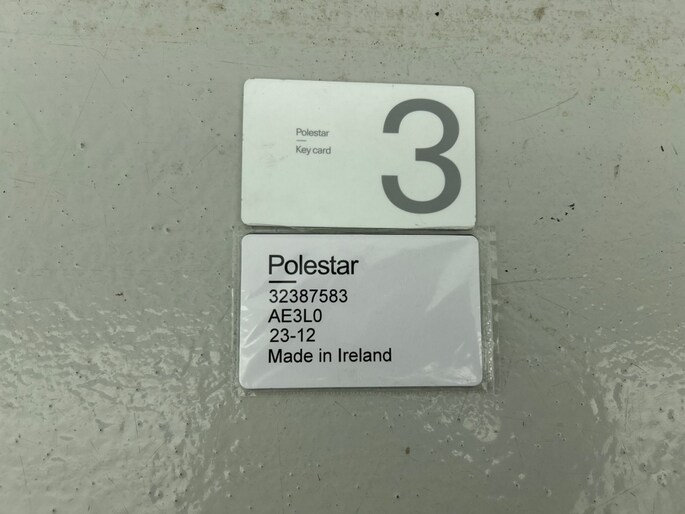 Polestar
Key card
3
Polestar
32387583
AE3L0
23-12
Made in Ireland